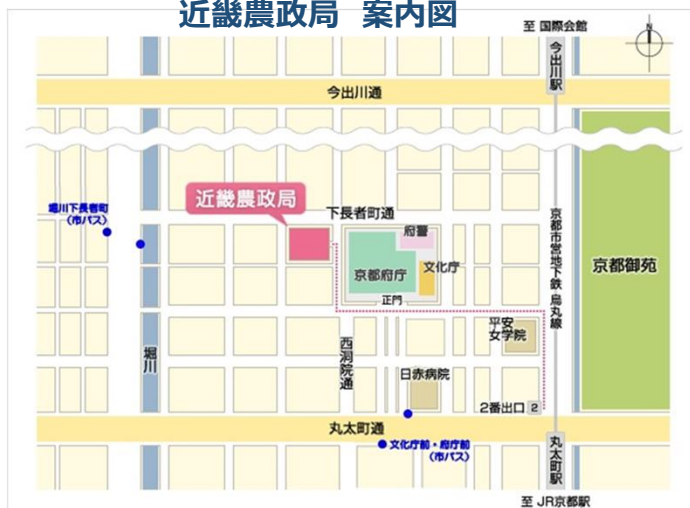 近畿農政局 案内図
至 国際会館
N
今出川駅
今出川通
近畿農政局
堀川下長者町
(市バス)
下長者町通
府警
京都府庁
文化庁
正門
京都市営地下鉄 烏丸線
京都御苑
平安
女学院
堀川
西洞院通
日赤病院
2番出口 2
丸太町通
文化庁前・府庁前
(市バス)
丸太町駅
至 JR京都駅